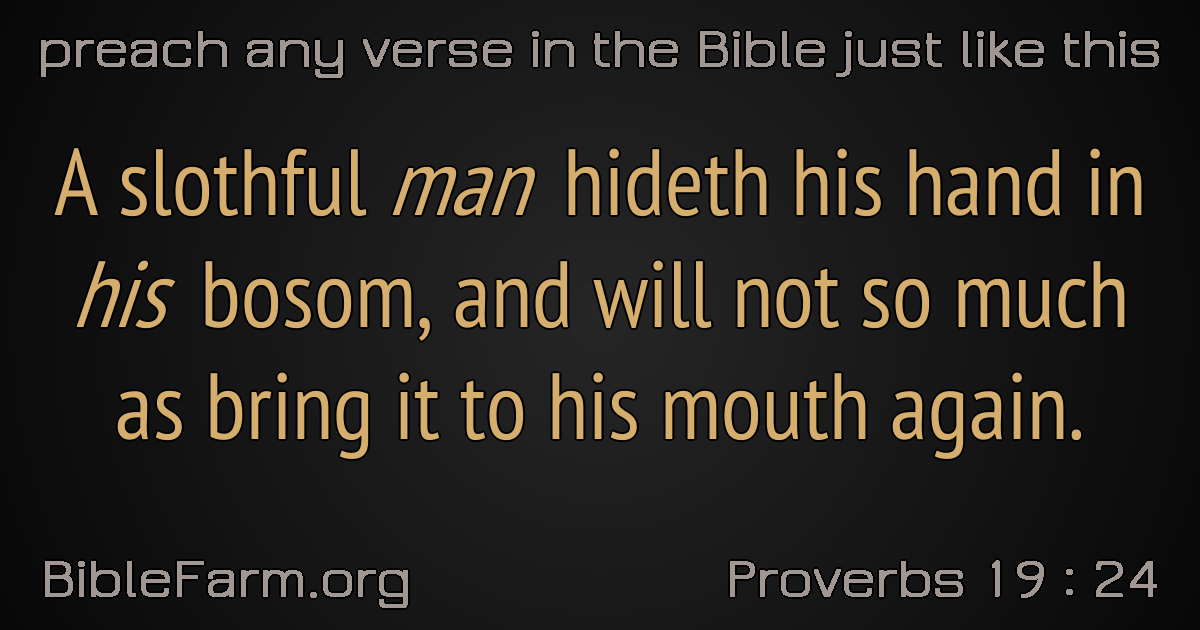 preach any verse in the Bible just like this
A slothful man hideth his hand in
his bosom, and will not so much
as bring it to his mouth again.
BibleFarm.org
Proverbs 19 : 24